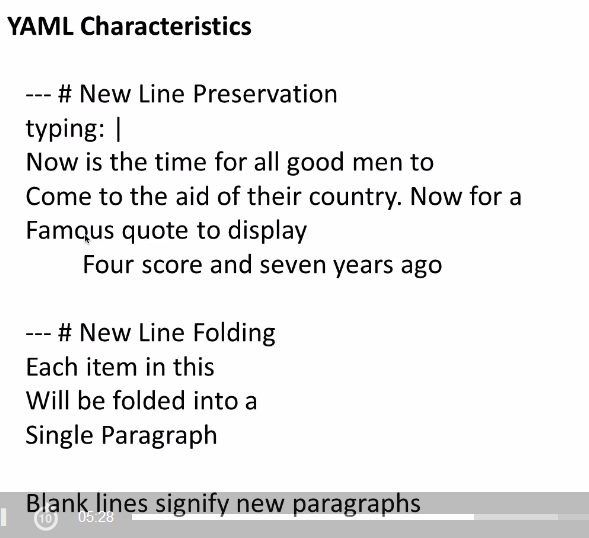 YAML Characteristics
--- # New Line Preservation
typing: |
Now is the time for all good men to
Come to the aid of their country. Now for a
Famous quote to display
Four score and seven years ago
--- # New Line Folding
Each item in this
Will be folded into a
Single Paragraph
Blank lines signify new paragraphs
10 05:28